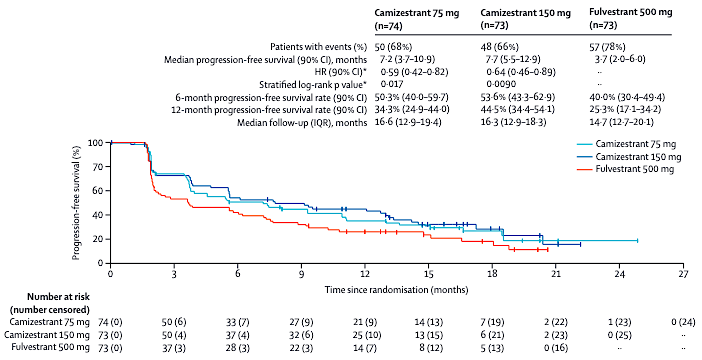 Camizestrant 75 mg (n=74) Camizestrant 150 mg (n=73) Fulvestrant 500 mg (n=73)
Patients with events (%) 50 (68%) 48 (66%) 57 (78%)
Median progression-free survival (90% CI), months 7·2 (3·7–10·9) 7·7 (5·5–12·9) 3·7 (2·0–6·0)
HR (90% CI)* 0·59 (0·42–0·82) 0·64 (0·46–0·89) ··
Stratified log-rank p value* 0·017 0·0090 ··
6-month progression-free survival rate (90% CI) 50·3% (40·0–59·7) 53·6% (43·3–62·9) 40·0% (30·4–49·4)
12-month progression-free survival rate (90% CI) 34·3% (24·9–44·0) 44·5% (34·4–54·1) 25·3% (17·1–34·2)
Median follow-up (IQR), months 16·6 (12·9–19·4) 16·3 (12·9–18·3) 14·7 (12·7–20·1)
Progression-free survival (%)
100
70
60
40
20
0
Camizestrant 75 mg
Camizestrant 150 mg
Fulvestrant 500 mg
0 3 6 9 12 15 18 21 24 27
Time since randomisation (months)
Number at risk
(number censored)
Camizestrant 75 mg 74 (0) 50 (6) 33 (7) 27 (9) 21 (9) 14 (13) 7 (19) 2 (22) 1 (23) 0 (24)
Camizestrant 150 mg 73 (0) 50 (4) 37 (4) 32 (6) 25 (10) 13 (15) 6 (21) 2 (23) 0 (25) ··
Fulvestrant 500 mg 73 (0) 37 (3) 28 (3) 22 (3) 14 (7) 8 (12) 5 (13) 0 (16) ·· ··